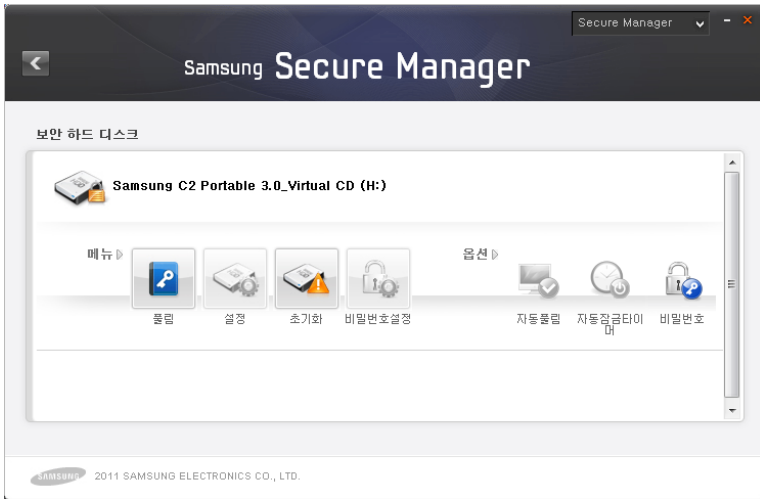 Secure Manager
Samsung Secure Manager
보안 하드 디스크
Samsung C2 Portable 3.0_Virtual CD (H:)
메뉴
옵션
풀림
설정
초기화
비밀번호설정
자동풀림
자동잠금타이
머
비밀번호
SAMSUNG
2011 SAMSUNG ELECTRONICS CO., LTD.